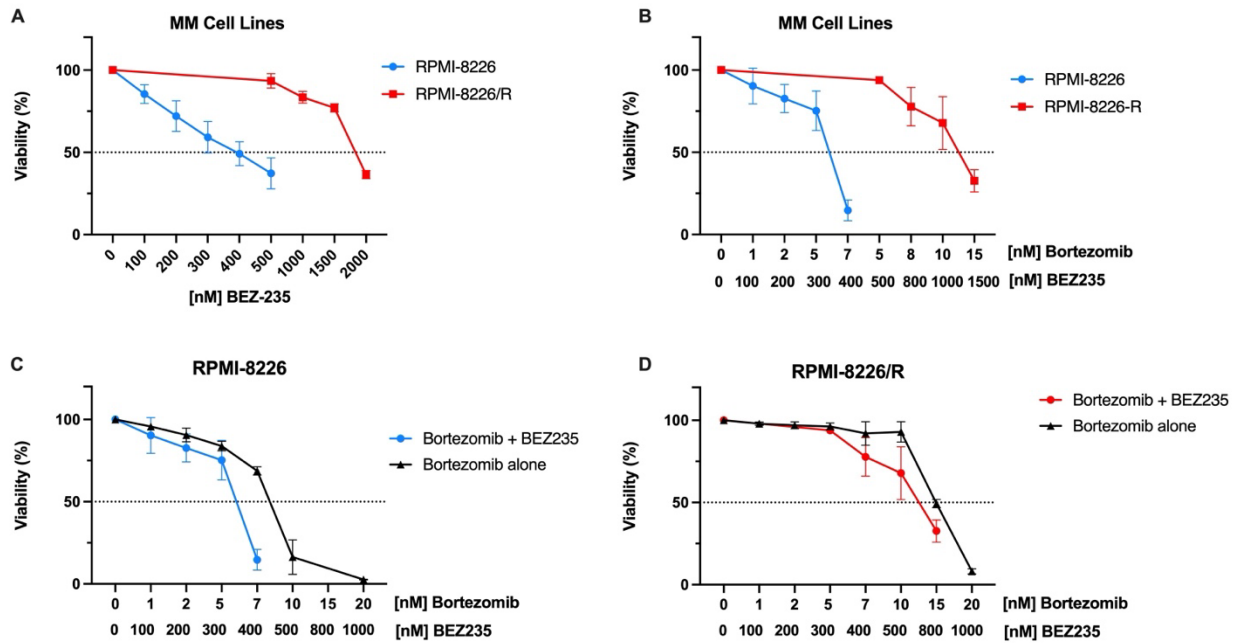 A
MM Cell Lines
RPMI-8226
RPMI-8226/R
Viability (%)
100
50
0
0 100 200 300 400 500 1000 1500 2000
[nM] BEZ-235
B
MM Cell Lines
RPMI-8226
RPMI-8226-R
Viability (%)
100
50
0
0 1 2 5 7 5 8 10 15 [nM] Bortezomib
0 100 200 300 400 500 800 1000 1500 [nM] BEZ235
C
RPMI-8226
Bortezomib + BEZ235
Bortezomib alone
Viability (%)
100
50
0
0 1 2 5 7 10 15 20 [nM] Bortezomib
0 100 200 300 400 500 800 1000 [nM] BEZ235
D
RPMI-8226/R
Bortezomib + BEZ235
Bortezomib alone
Viability (%)
100
50
0
0 1 2 5 7 10 15 20 [nM] Bortezomib
0 100 200 300 400 500 800 1000 [nM] BEZ235